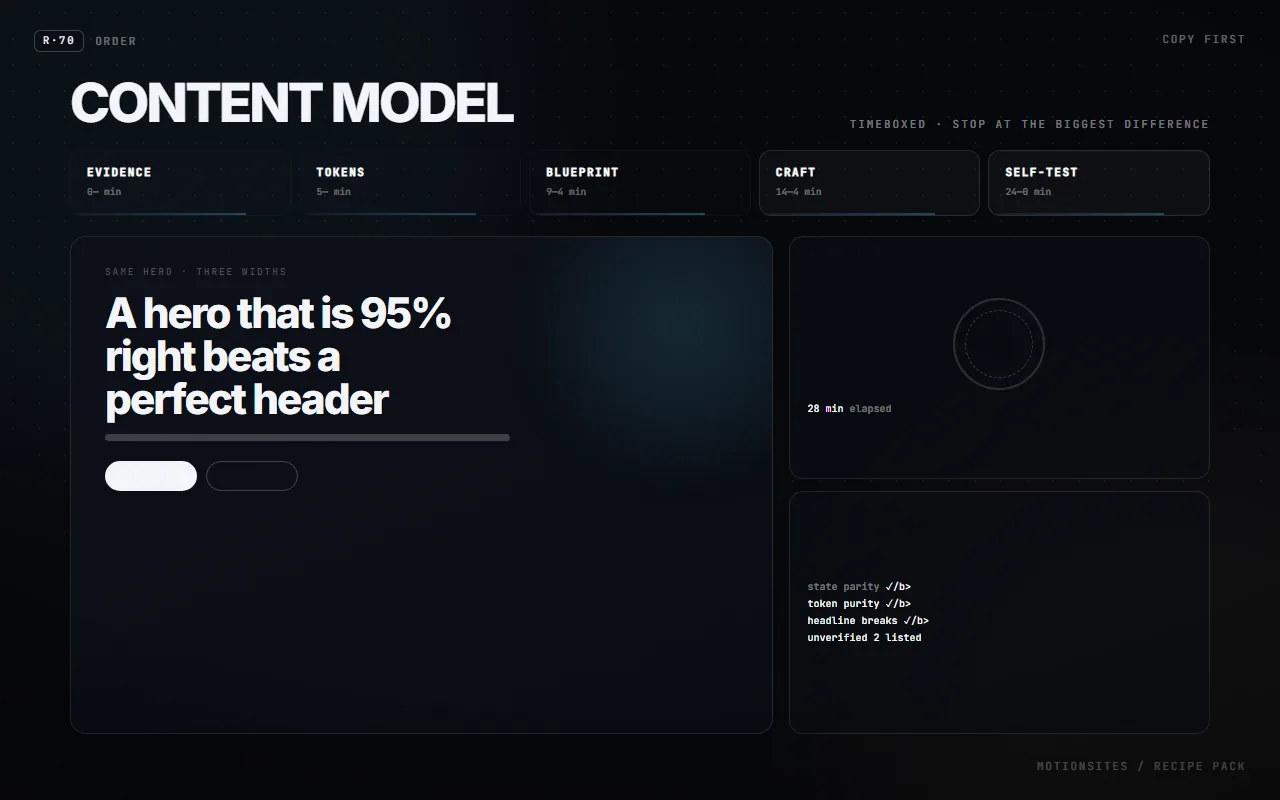 R·70 ORDER
COPY FIRST
CONTENT MODEL
TIMEBOXED · STOP AT THE BIGGEST DIFFERENCE
EVIDENCE
0— min
TOKENS
5— min
BLUEPRINT
9—4 min
CRAFT
14—4 min
SELF-TEST
24—0 min
SAME HERO · THREE WIDTHS
A hero that is 95%
right beats a
perfect header
28 min elapsed
state parity ✓/b>
token purity ✓/b>
headline breaks ✓/b>
unverified 2 listed
MOTIONSITES / RECIPE PACK